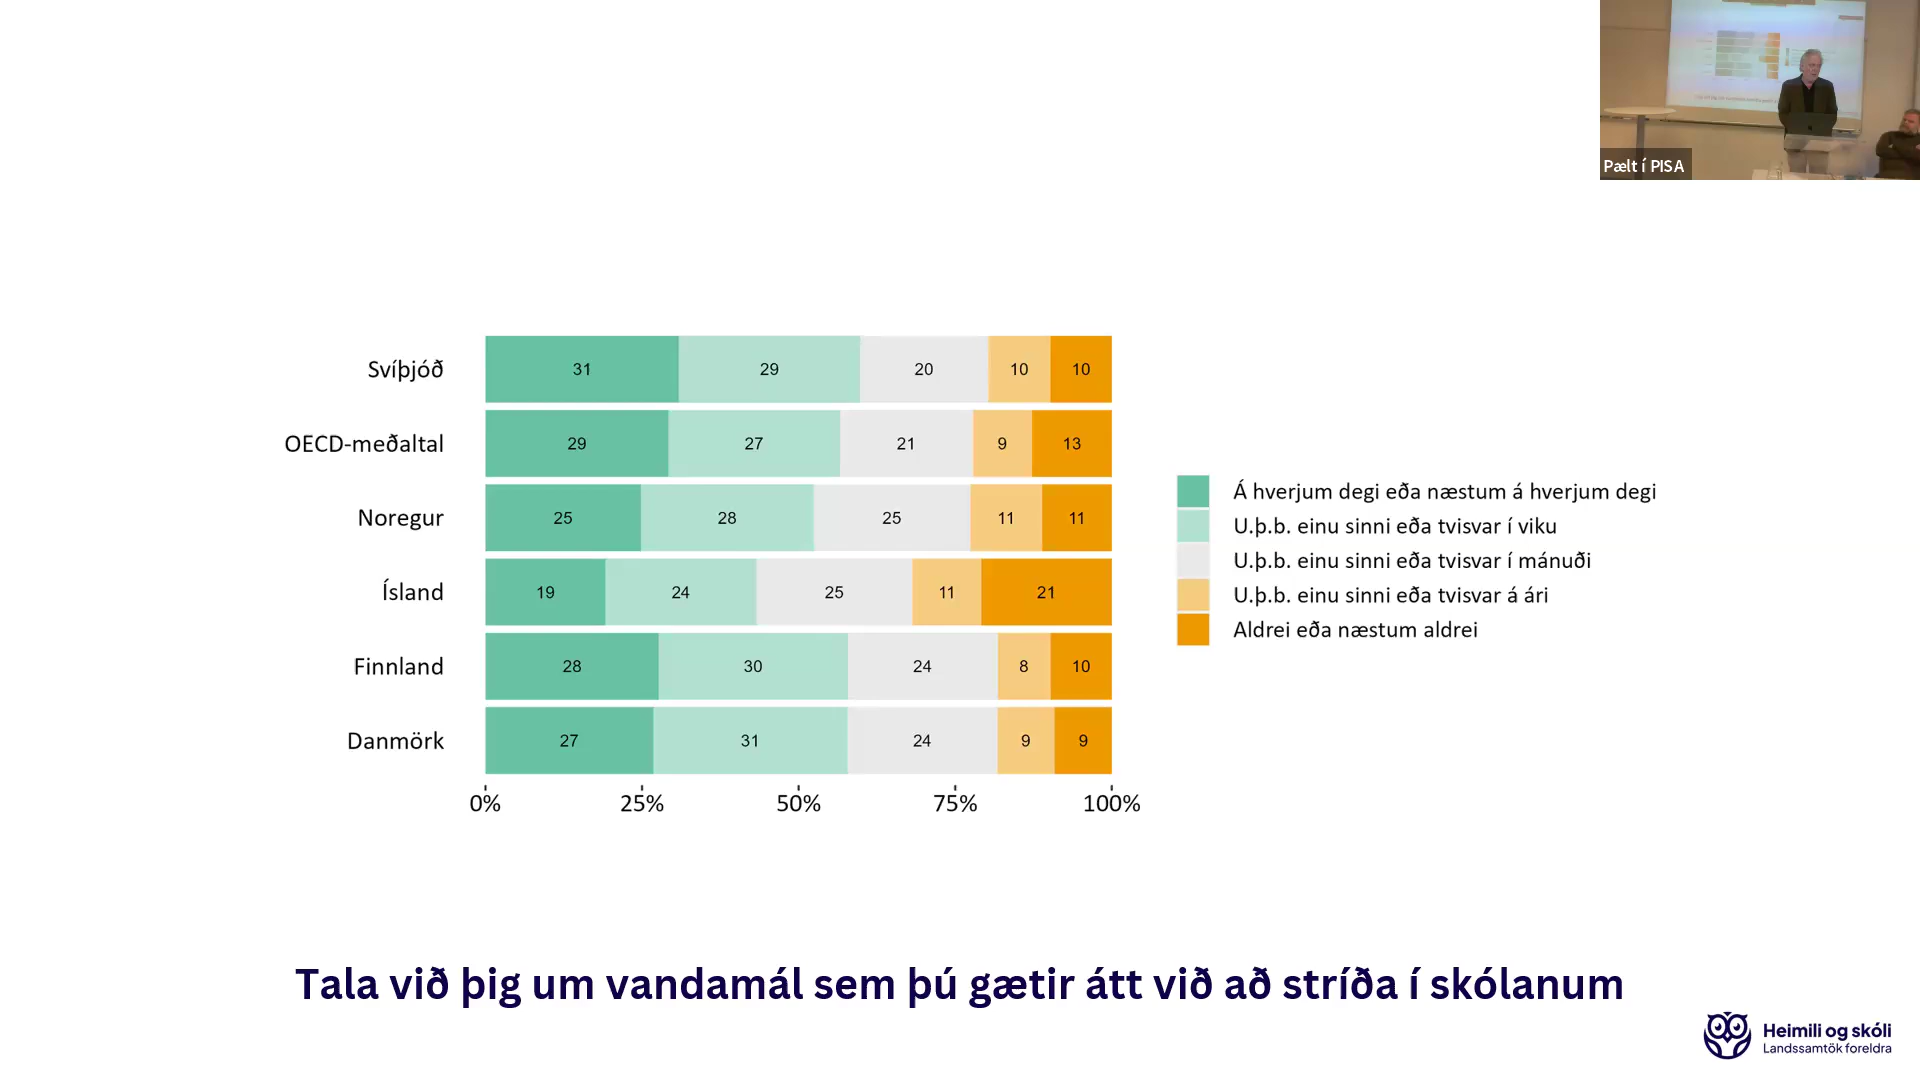 Pælt í PISA
Svíþjóð 31 29 20 10 10
OECD-meðaltal 29 27 21 9 13
Noregur 25 28 25 11 11
Ísland 19 24 25 11 21
Finnland 28 30 24 8 10
Danmörk 27 31 24 9 9
0% 25% 50% 75% 100%
Á hverjum degi eða næstum á hverjum degi
U.þ.b. einu sinni eða tvisvar í viku
U.þ.b. einu sinni eða tvisvar í mánuði
U.þ.b. einu sinni eða tvisvar á ári
Aldrei eða næstum aldrei
Tala við þig um vandamál sem þú gætir átt við að stríða í skólanum
Heimili og skóli
Landssamtök foreldra